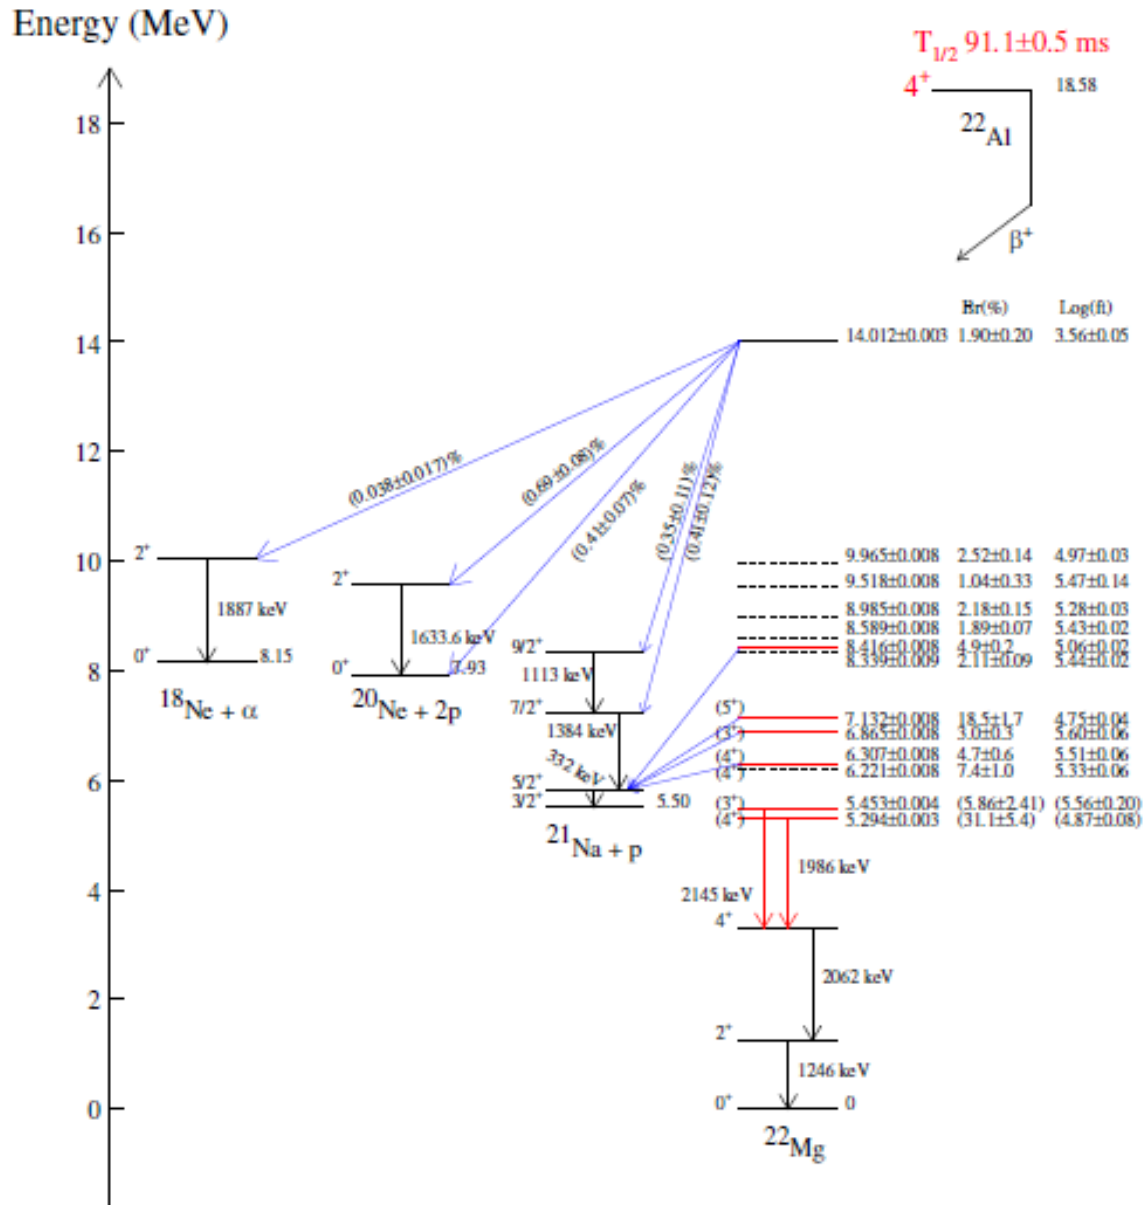 Energy (MeV)
T1/2 91.1±0.5 ms
4+ 18.58
22Al
18
16
β+
Br(%) Log(ft)
14 14.012±0.003 1.90±0.20 3.56±0.05
12
(0.038±0.017)%
(0.69±0.08)%
(0.41±0.07)%
(0.35±0.11)%
(0.41±0.12)%
10 2+ 9.965±0.008 2.52±0.14 4.97±0.03
2+ 9.518±0.008 1.04±0.33 5.47±0.14
1887 keV 8.985±0.008 2.18±0.15 5.28±0.03
1633.6 keV 8.589±0.008 1.89±0.07 5.43±0.02
9/2+ 8.416±0.008 4.9±0.2 5.06±0.02
0+ 8.15 8.339±0.009 2.11±0.09 5.44±0.02
8 0+ 7.93 1113 keV
18Ne + α 20Ne + 2p 7/2+ (5+) 7.132±0.008 18.5±1.7 4.75±0.04
1384 keV (3+) 6.865±0.008 3.0±0.3 5.60±0.06
332 keV (4+) 6.307±0.008 4.7±0.6 5.51±0.06
6 5/2+ (4+) 6.221±0.008 7.4±1.0 5.33±0.06
3/2+ 5.50 (3+) 5.453±0.004 (5.86±2.41) (5.56±0.20)
(4+) 5.294±0.003 (31.1±5.4) (4.87±0.08)
21Na + p
1986 keV
4 2145 keV
4+
2062 keV
2
2+
1246 keV
0 0+ 0
22Mg